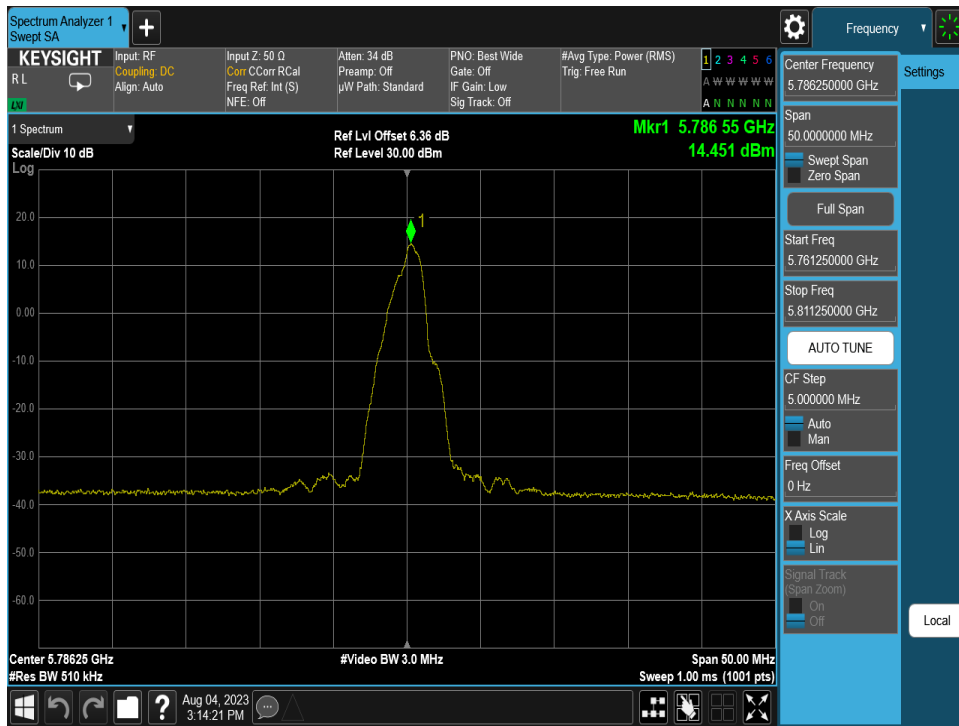 Spectrum Analyzer 1
Swept SA
Frequency
KEYSIGHT
R L
LXI
Input: RF
Coupling: DC
Align: Auto
Input Z: 50 Ω
Corr CCorr RCal
Freq Ref: Int (S)
NFE: Off
Atten: 34 dB
Preamp: Off
µW Path: Standard
PNO: Best Wide
Gate: Off
IF Gain: Low
Sig Track: Off
#Avg Type: Power (RMS)
Trig: Free Run
1 2 3 4 5 6
A W W W W W
A N N N N N
1 Spectrum
Scale/Div 10 dB
Log
Ref Lvl Offset 6.36 dB
Ref Level 30.00 dBm
Mkr1 5.786 55 GHz
14.451 dBm
1
20.0
10.0
0.00
-10.0
-20.0
-30.0
-40.0
-50.0
-60.0
Center 5.78625 GHz
#Res BW 510 kHz
#Video BW 3.0 MHz
Span 50.00 MHz
Sweep 1.00 ms (1001 pts)
Center Frequency
5.786250000 GHz
Span
50.0000000 MHz
Swept Span
Zero Span
Full Span
Start Freq
5.761250000 GHz
Stop Freq
5.811250000 GHz
AUTO TUNE
CF Step
5.000000 MHz
Auto
Man
Freq Offset
0 Hz
X Axis Scale
Log
Lin
Signal Track
(Span Zoom)
On
Off
Settings
Local
?
Aug 04, 2023
3:14:21 PM